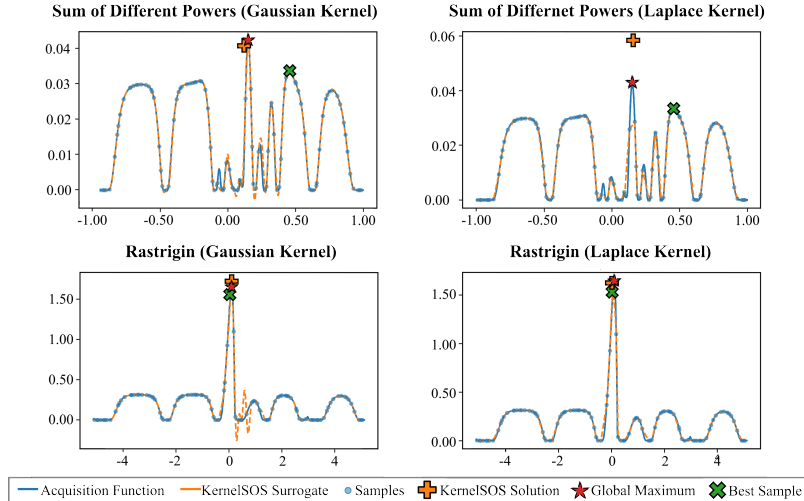 Sum of Different Powers (Gaussian Kernel)
Sum of Differnet Powers (Laplace Kernel)
0.04
0.03
0.02
0.01
0.00
-1.00 -0.50 0.00 0.50 1.00
0.06
0.04
0.02
0.00
-1.00 -0.50 0.00 0.50 1.00
Rastrigin (Gaussian Kernel)
Rastrigin (Laplace Kernel)
1.50
1.00
0.50
0.00
-4 -2 0 2 4
1.50
1.00
0.50
0.00
-4 -2 0 2 4
Acquisition Function KernelSOS Surrogate Samples KernelSOS Solution Global Maximum Best Sample